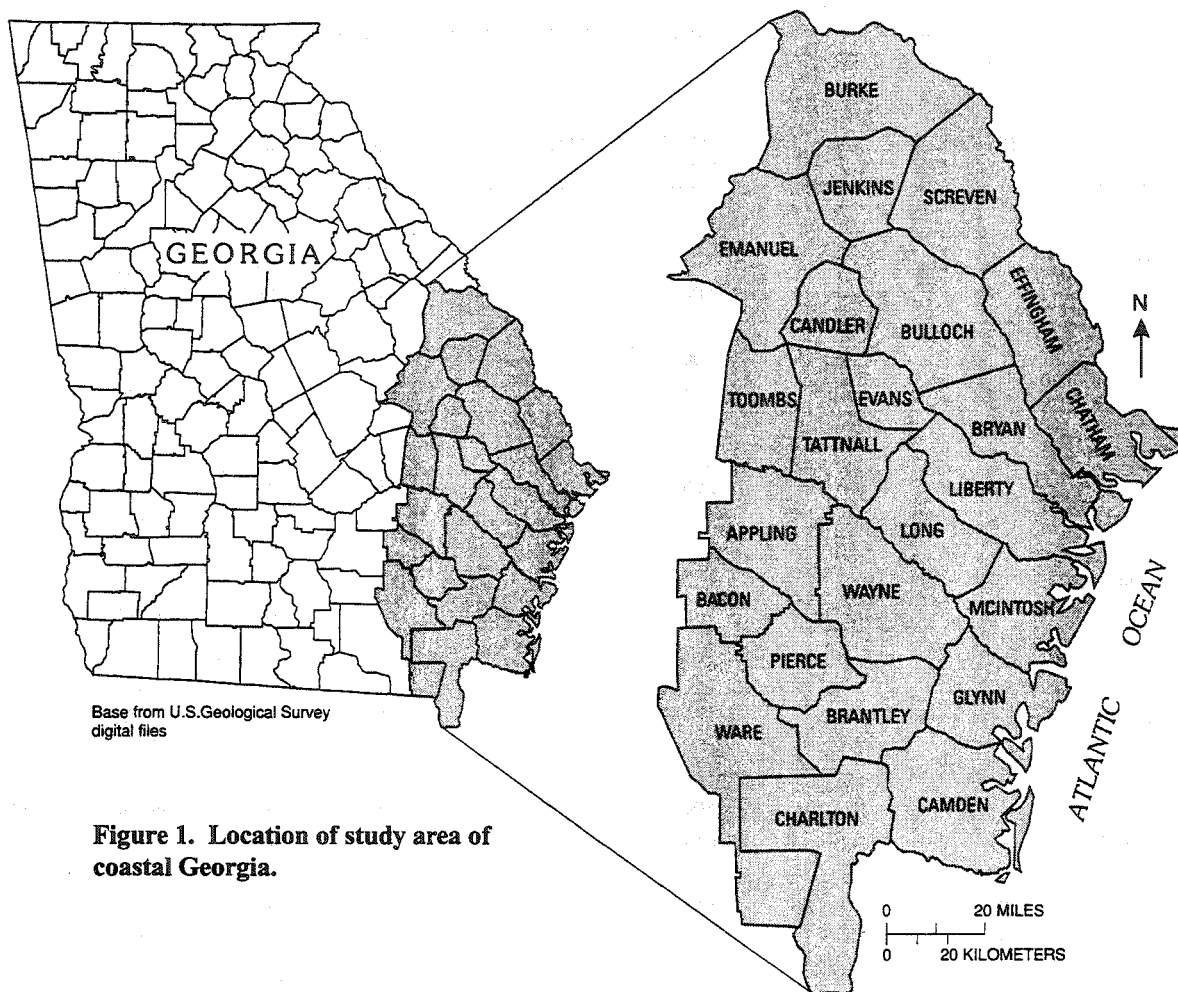 GEORGIA
Base from U.S.Geological Survey
digital files
Figure 1. Location of study area of
coastal Georgia.
BURKE
JENKINS
SCREVEN
EMANUEL
EFFINGHAM
N
CANDLER
BULLOCH
TOOMBS
EVANS
CHATHAM
TATTNALL
BRYAN
LIBERTY
APPLING
LONG
BACON
WAYNE
MCINTOSH
PIERCE
GLYNN
WARE
BRANTLEY
CHARLTON
CAMDEN
ATLANTIC OCEAN
0 20 MILES
0 20 KILOMETERS